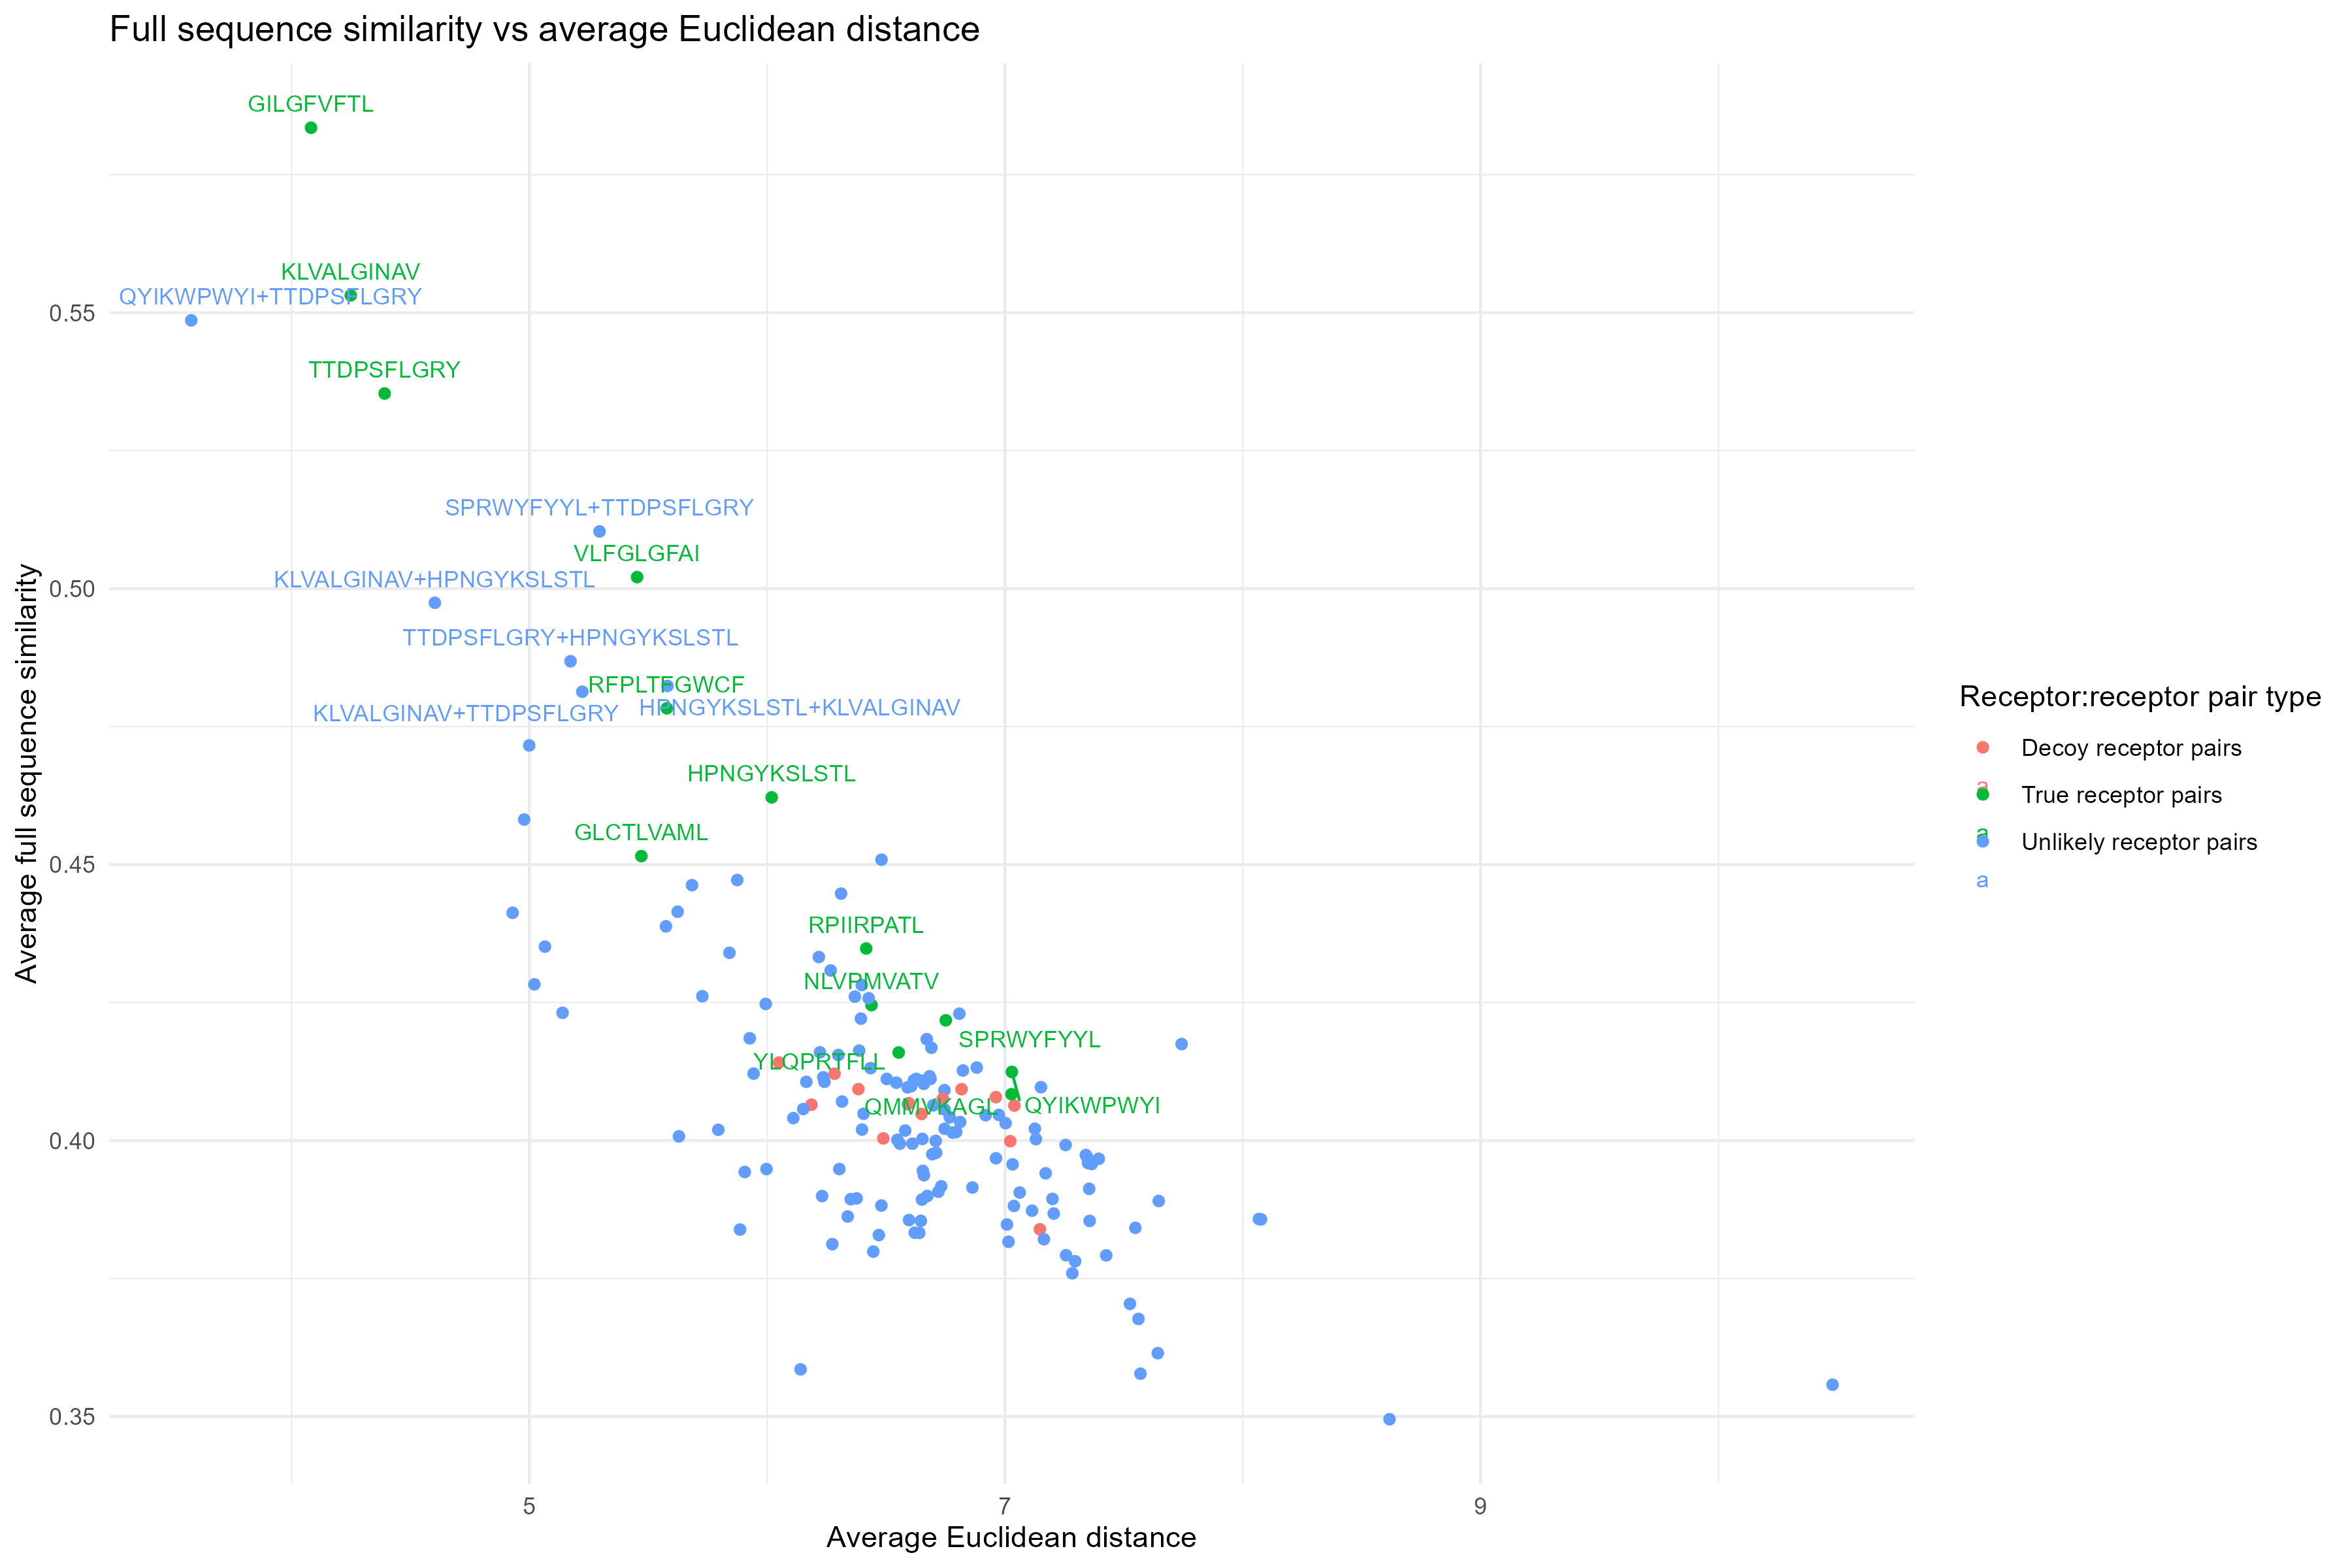 Full sequence similarity vs average Euclidean distance
GILGFVFTL
KLVALGINAV
QYIKWPWYI+TTDPSFLGRY
0.55
TTDPSFLGRY
SPRWYFYYL+TTDPSFLGRY
VLFGLGFAI
KLVALGINAV+HPNGYKSLSTL
0.50
TTDPSFLGRY+HPNGYKSLSTL
RFPLTFGWCF
HPNGYKSLSTL+KLVALGINAV
KLVALGINAV+TTDPSFLGRY
HPNGYKSLSTL
GLCTLVAML
0.45
RPIIRPATL
NLVPMVATV
SPRWYFYYL
YLQPRTFLL
QMMVKAGL
QYIKWPWYI
0.40
0.35
5
7
9
Average Euclidean distance
Average full sequence similarity
Receptor:receptor pair type
Decoy receptor pairs
a
True receptor pairs
a
Unlikely receptor pairs
a